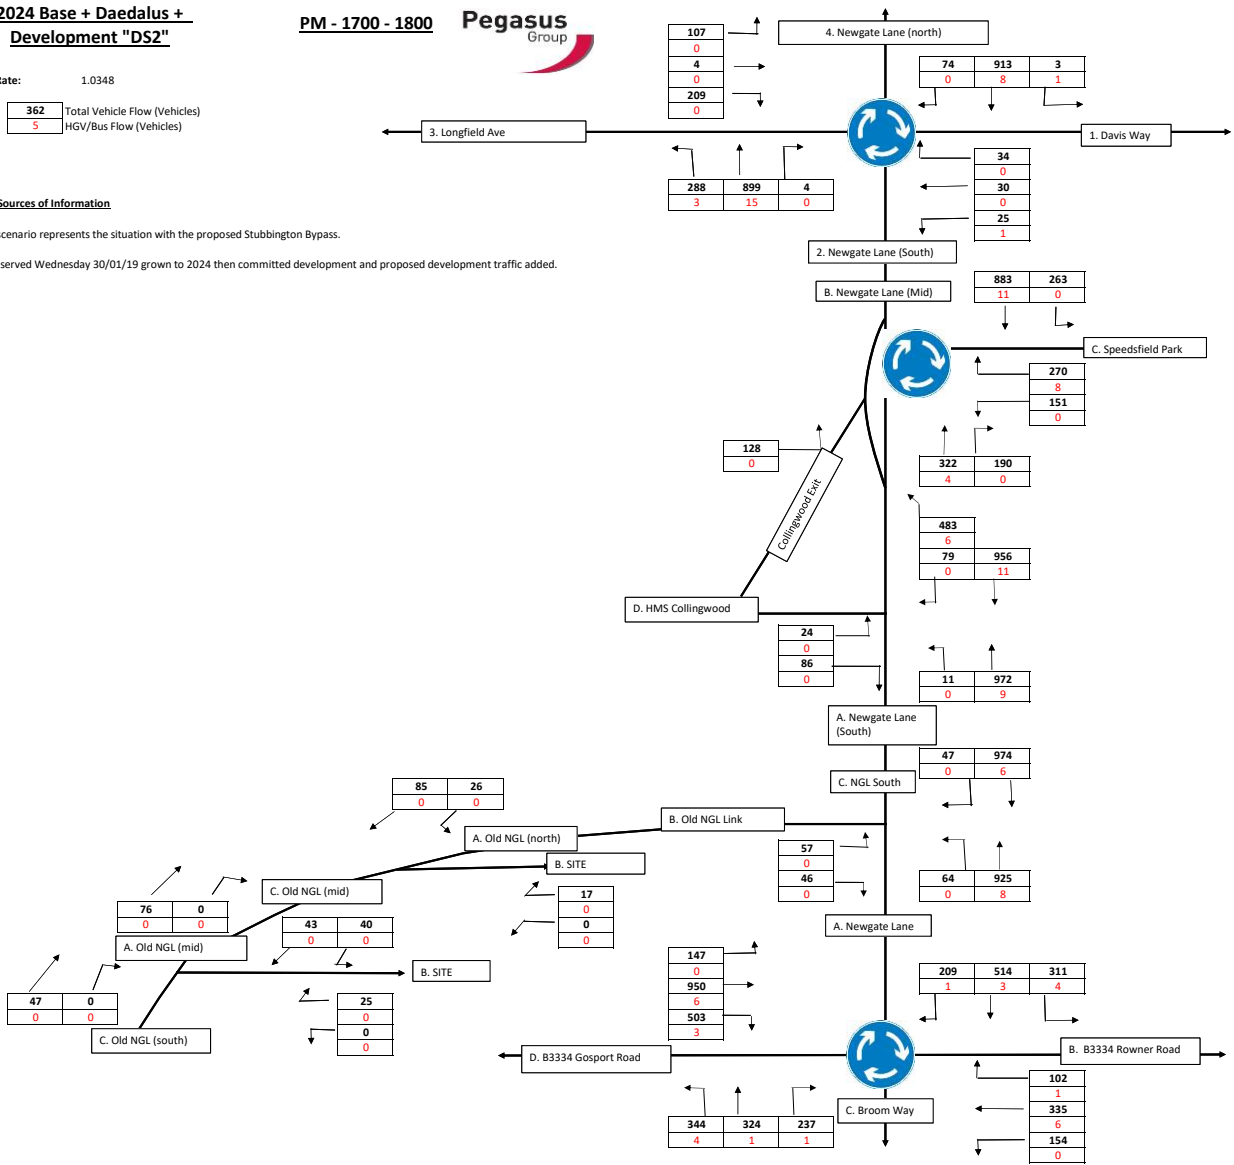 2024 Base + Daedalus +
Development "DS2"
PM - 1700 - 1800
Pegasus
Group
Rate: 1.0348
362 Total Vehicle Flow (Vehicles)
5 HGV/Bus Flow (Vehicles)
Sources of Information
scenario represents the situation with the proposed Stubbington Bypass.
served Wednesday 30/01/19 grown to 2024 then committed development and proposed development traffic added.
107
0
4
0
209
0
4. Newgate Lane (north)
74 913 3
0 8 1
3. Longfield Ave
1. Davis Way
288 899 4
3 15 0
34
0
30
0
25
1
2. Newgate Lane (South)
B. Newgate Lane (Mid)
883 263
11 0
C. Speedsfield Park
270
8
151
0
128
0
322 190
4 0
Collingwood Exit
483
6
79 956
0 11
D. HMS Collingwood
24
0
86
0
11 972
0 9
A. Newgate Lane
(South)
47 974
0 6
C. NGL South
85 26
0 0
B. Old NGL Link
A. Old NGL (north)
B. SITE
57
0
46
0
64 925
0 8
C. Old NGL (mid)
17
0
0
0
76 0
0 0
43 40
0 0
A. Newgate Lane
A. Old NGL (mid)
B. SITE
147
0
950
6
503
3
209 514 311
1 3 4
47 0
0 0
25
0
0
0
C. Old NGL (south)
D. B3334 Gosport Road
B. B3334 Rowner Road
C. Broom Way
344 324 237
4 1 1
102
1
335
6
154
0